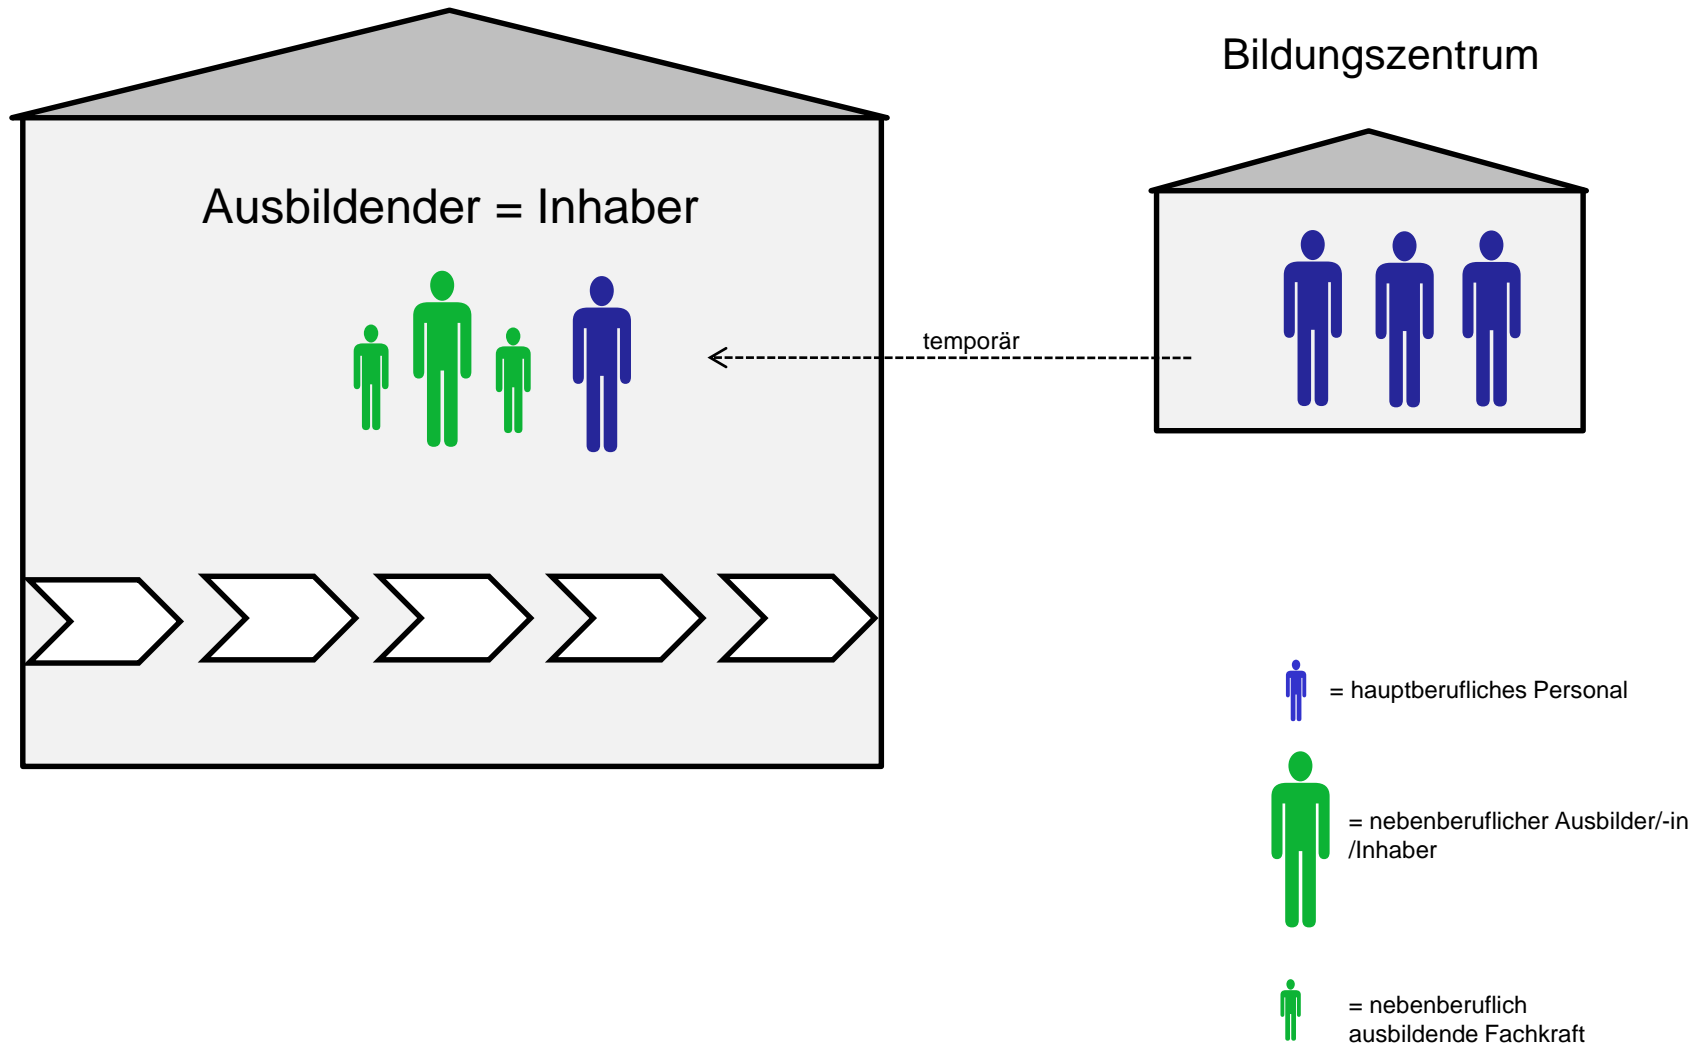 Bildungszentrum
Ausbildender = Inhaber
temporär
= hauptberufliches Personal
= nebenberuflicher Ausbilder/-in
/Inhaber
= nebenberuflich
ausbildende Fachkraft